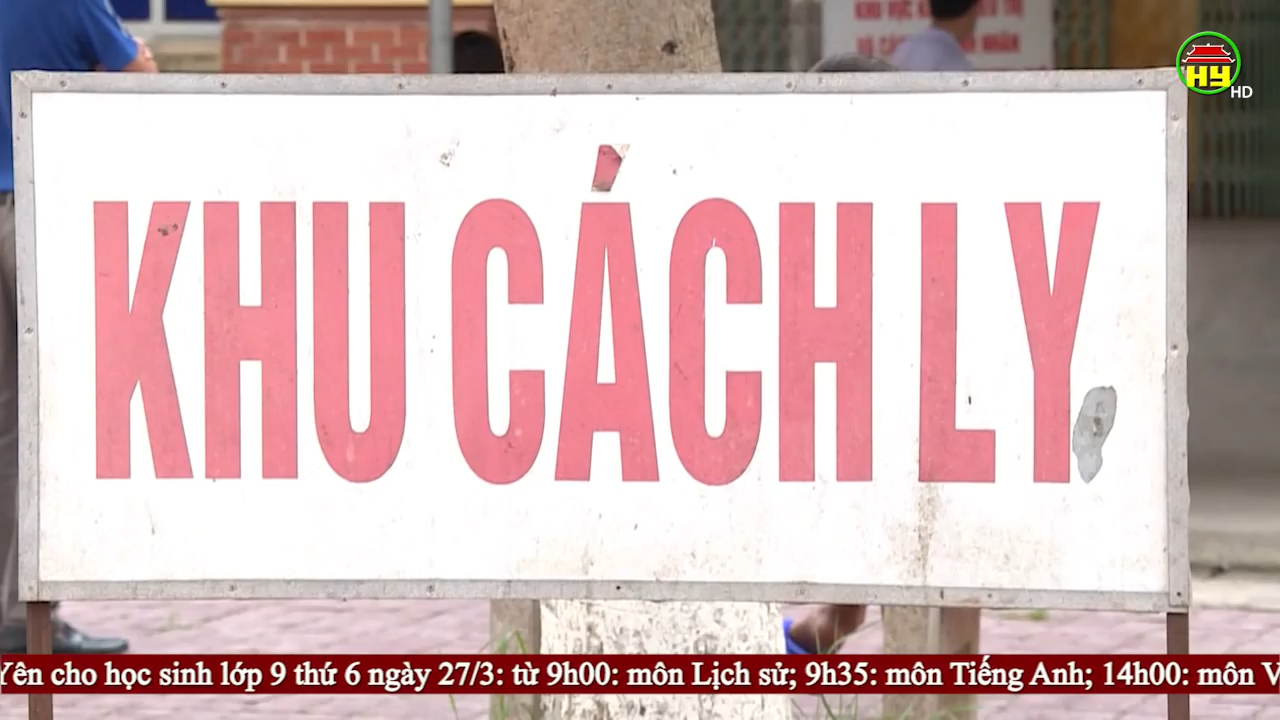 HY
HD
KHU CÁCH LY
Yên cho học sinh lớp 9 thứ 6 ngày 27/3: từ 9h00: môn Lịch sử; 9h35: môn Tiếng Anh; 14h00: môn V